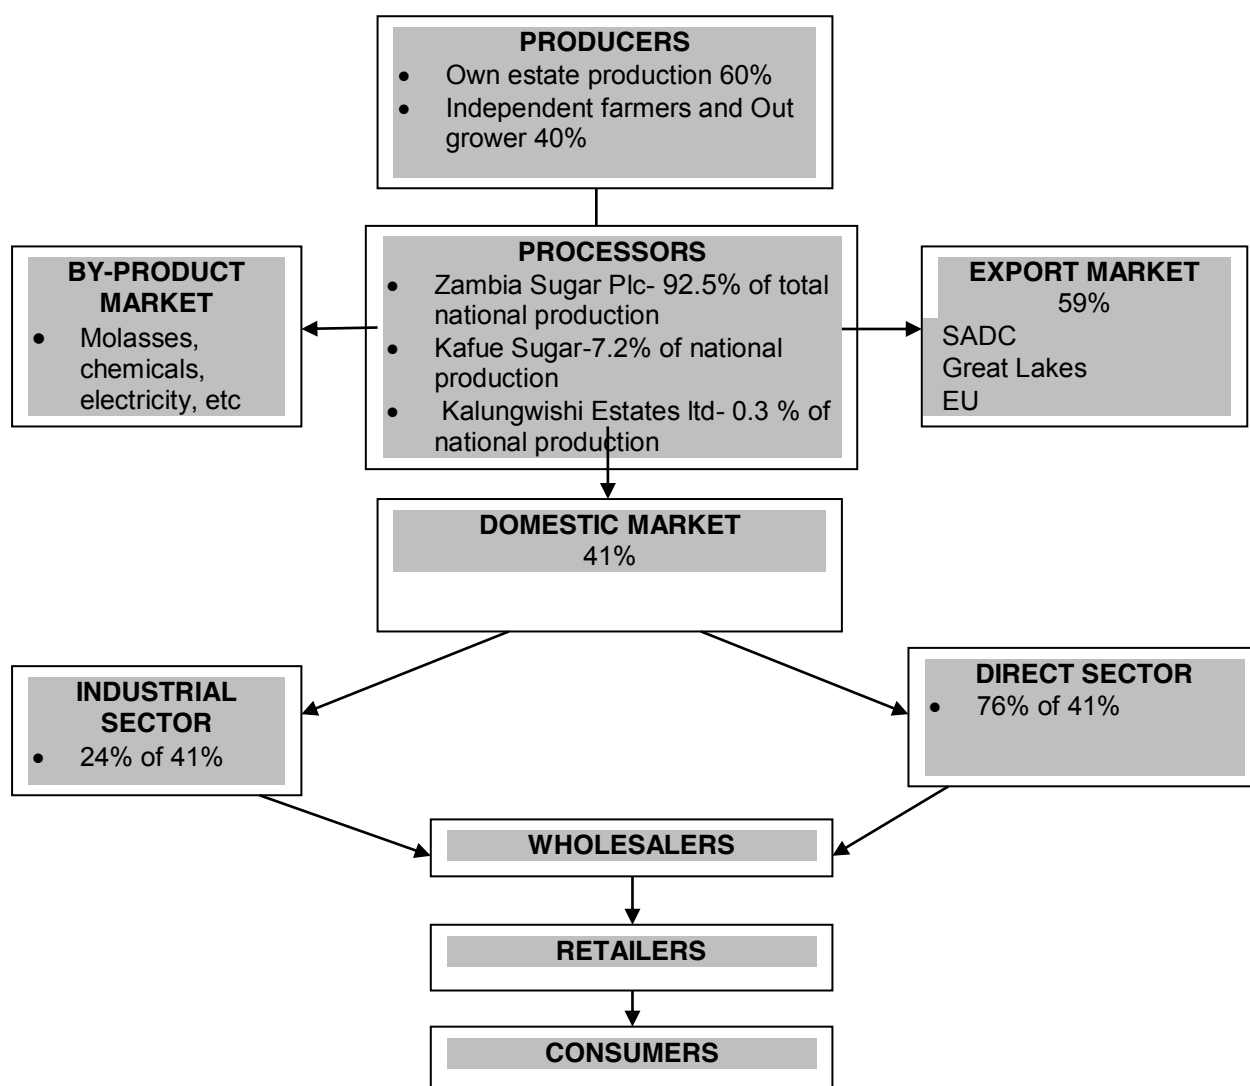 PRODUCERS
• Own estate production 60%
• Independent farmers and Out
grower 40%
PROCESSORS
• Zambia Sugar Plc- 92.5% of total
national production
• Kafue Sugar-7.2% of national
production
• Kalungwishi Estates ltd- 0.3 % of
national production
BY-PRODUCT
MARKET
• Molasses,
chemicals,
electricity, etc
EXPORT MARKET
59%
SADC
Great Lakes
EU
DOMESTIC MARKET
41%
INDUSTRIAL
SECTOR
• 24% of 41%
DIRECT SECTOR
• 76% of 41%
WHOLESALERS
RETAILERS
CONSUMERS